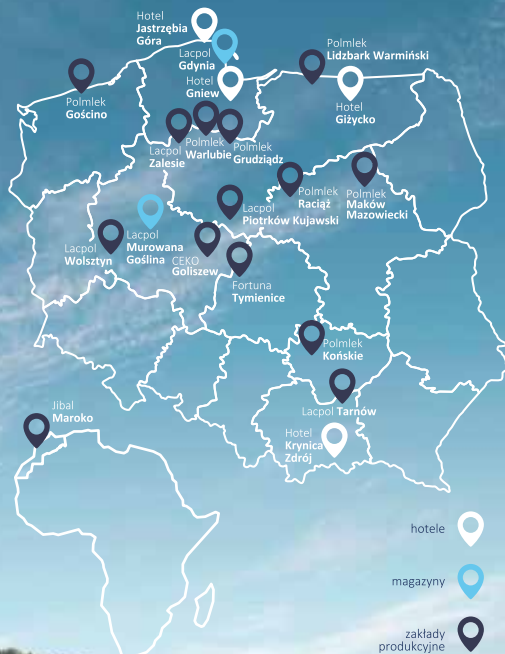 Hotel
Jastrzębia
Góra
Lacpol
Gdynia
Hotel
Gniew
Polmlek
Lidzbark Warmiński
Hotel
Giżycko
Polmlek
Gościno
Lacpol
Zalesie
Polmlek
Warlubie
Polmlek
Grudziądz
Polmlek
Raciąż
Polmlek
Maków
Mazowiecki
Lacpol
Piotrków Kujawski
Lacpol
Wolsztyn
Lacpol
Murowana
Goślina
CEKO
Goliszew
Fortuna
Tymienice
Polmlek
Końskie
Lacpol Tarnów
Hotel
Krynica
Zdrój
Jibal
Maroko
hotele
magazyny
zakłady
produkcyjne